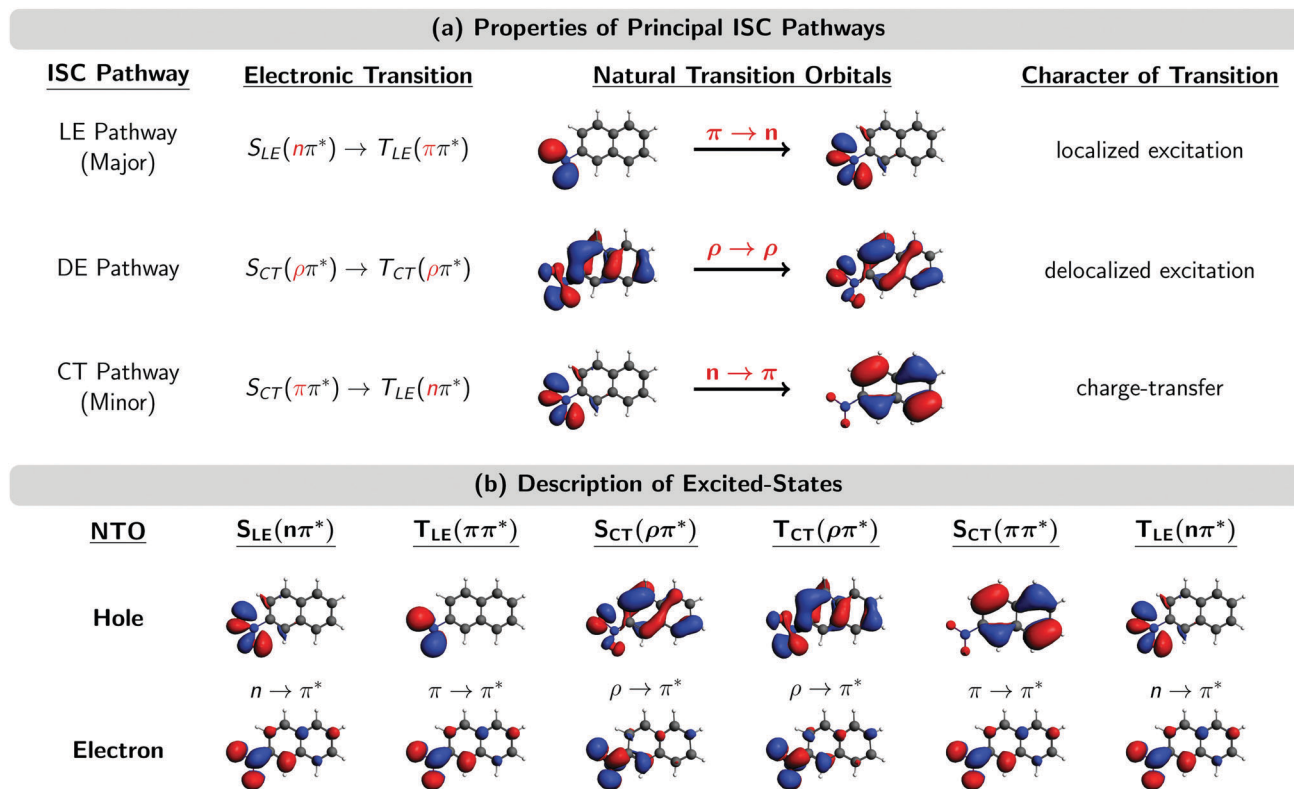 (a) Properties of Principal ISC Pathways
ISC Pathway Electronic Transition Natural Transition Orbitals Character of Transition
LE Pathway
(Major)
S_LE(nπ*) → T_LE(ππ*)
π → n
localized excitation
DE Pathway
S_CT(ρπ*) → T_CT(ρπ*)
ρ → ρ
delocalized excitation
CT Pathway
(Minor)
S_CT(ππ*) → T_LE(nπ*)
n → π
charge-transfer
(b) Description of Excited-States
NTO S_LE(nπ*) T_LE(ππ*) S_CT(ρπ*) T_CT(ρπ*) S_CT(ππ*) T_LE(nπ*)
Hole
n → π* π → π* ρ → π* ρ → π* π → π* n → π*
Electron